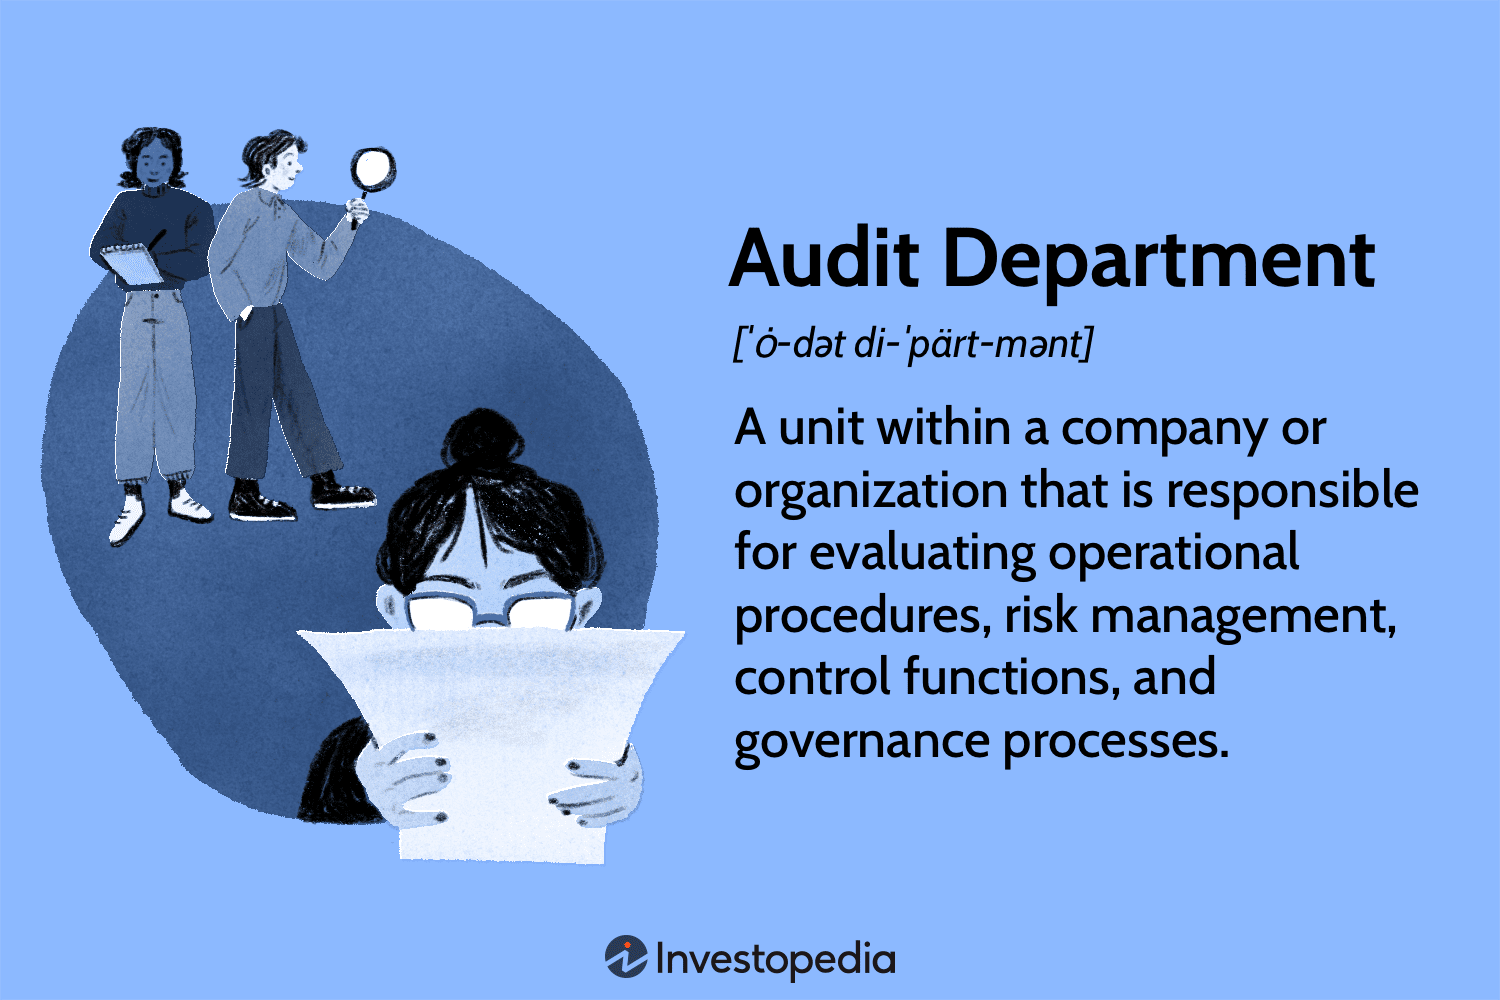 Audit Department
[ˈȯ-dət di-ˈpärt-mənt]
A unit within a company or
organization that is responsible
for evaluating operational
procedures, risk management,
control functions, and
governance processes.
Investopedia